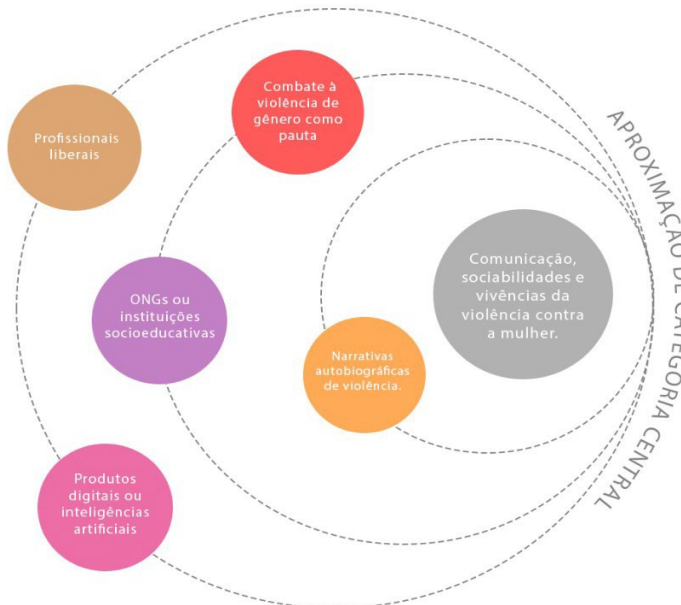 Combate à
violência de
gênero como
pauta
Profissionais
liberais
APROXIMAÇÃO DE CATEGORIA CENTRAL
Comunicação,
sociabilidades e
vivências da
violência contra
a mulher.
ONGs ou
instituições
socioeducativas
Narrativas
autobiográficas
de violência.
Produtos
digitais ou
inteligências
artificiais